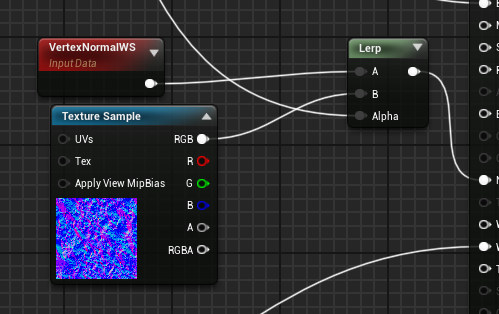 VertexNormalWS
Input Data
Lerp
A
B
Alpha
Texture Sample
UVs
RGB
Tex
R
Apply View MipBias
G
B
A
RGBA